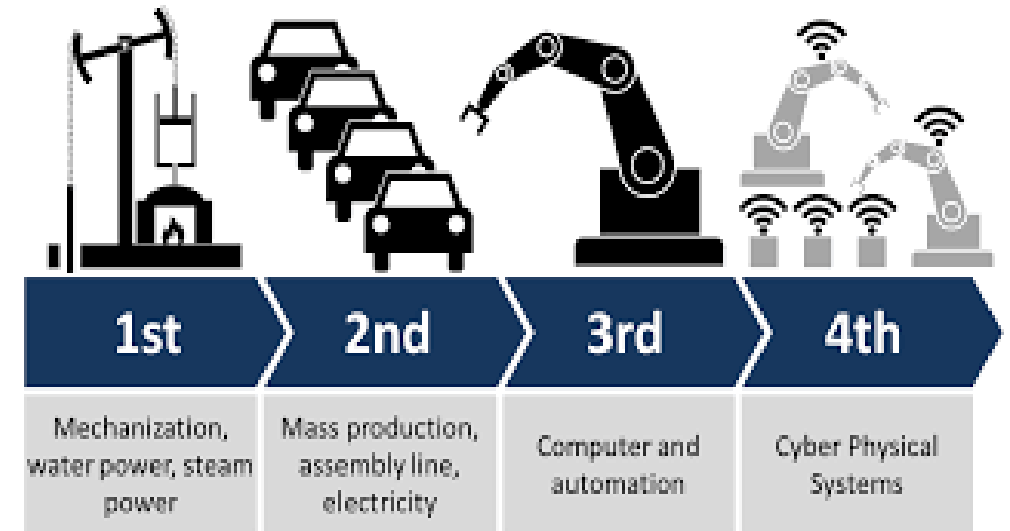 1st
2nd
3rd
4th
Mechanization,
water power, steam
power
Mass production,
assembly line,
electricity
Computer and
automation
Cyber Physical
Systems